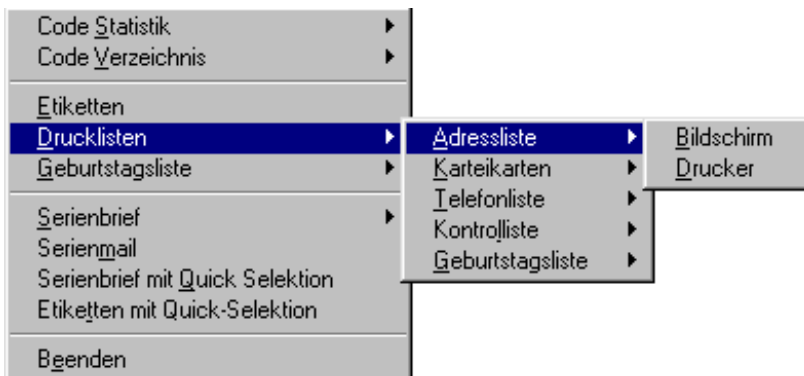 Code Statistik
Code Verzeichnis
Etiketten
Drucklisten
Geburtstagsliste
Serienbrief
Serienmail
Serienbrief mit Quick Selektion
Etiketten mit Quick-Selektion
Beenden
Adressliste
Karteikarten
Telefonliste
Kontrolliste
Geburtstagsliste
Bildschirm
Drucker